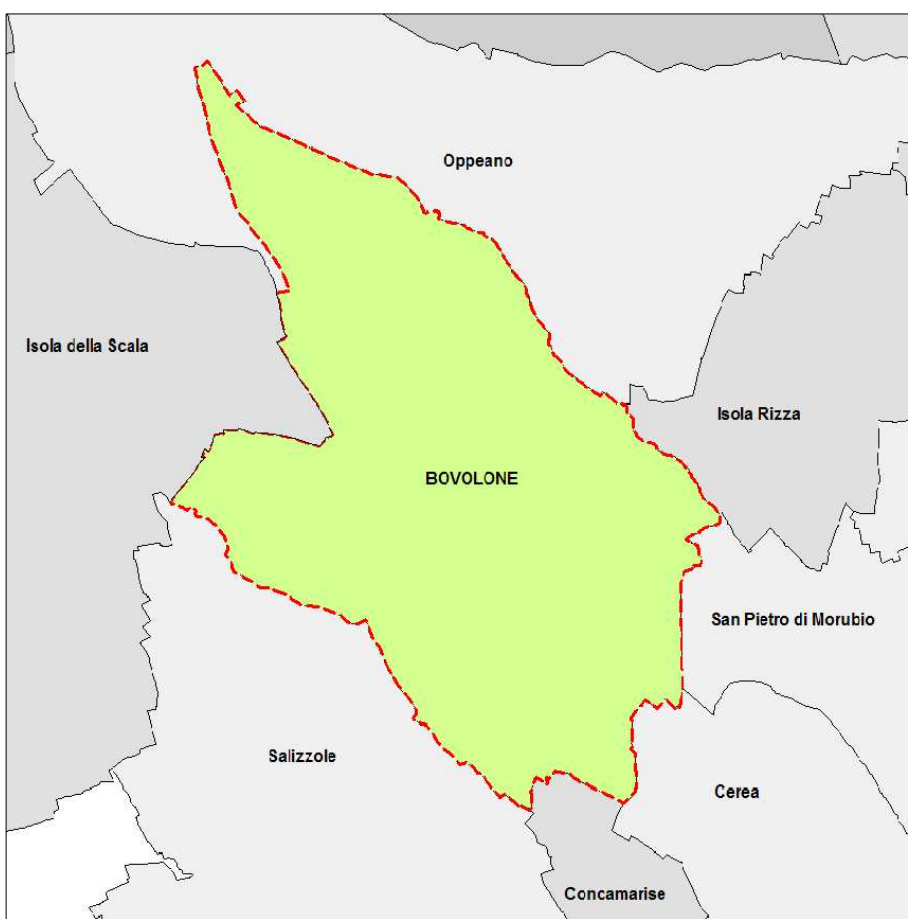 Oppeano
Isola della Scala
Isola Rizza
BOVOLONE
San Pietro di Morubio
Salizzole
Cerea
Concamarise